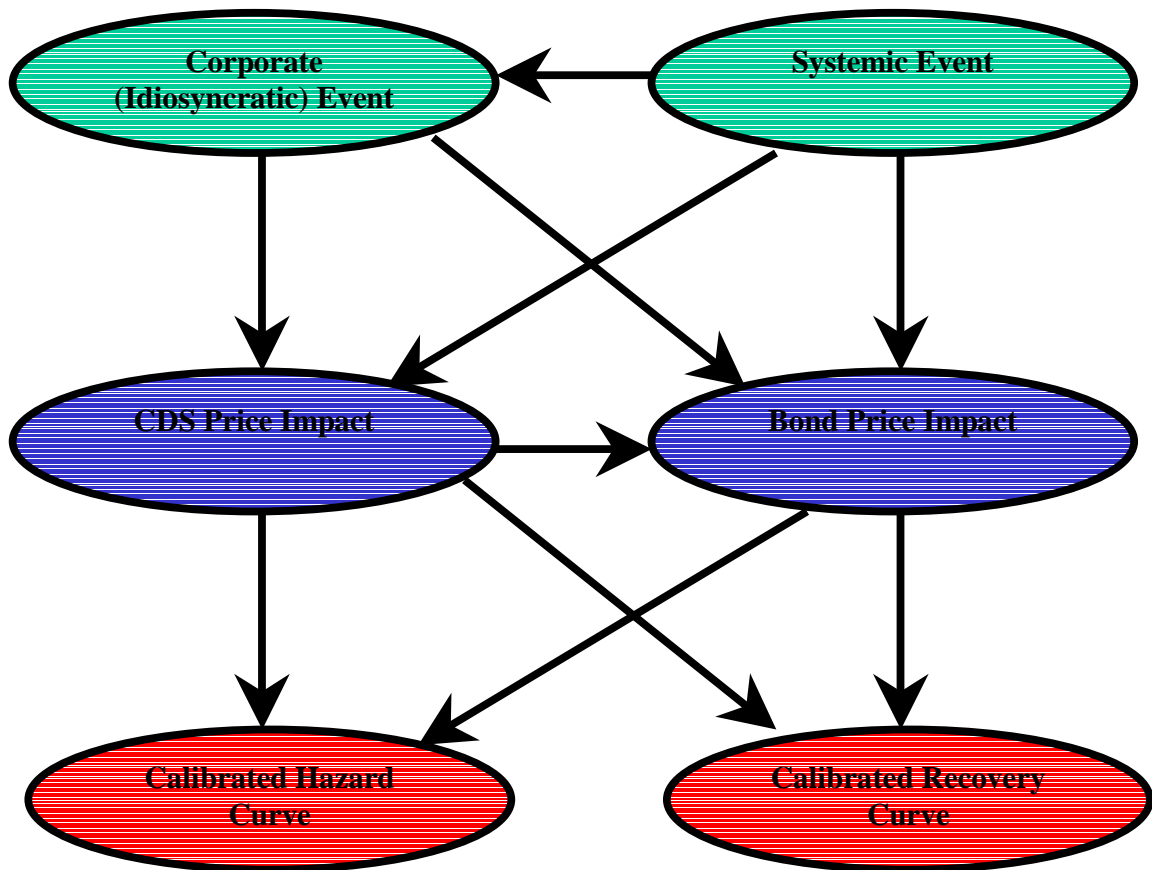 Corporate
(Idiosyncratic) Event
Systemic Event
CDS Price Impact
Bond Price Impact
Calibrated Hazard
Curve
Calibrated Recovery
Curve